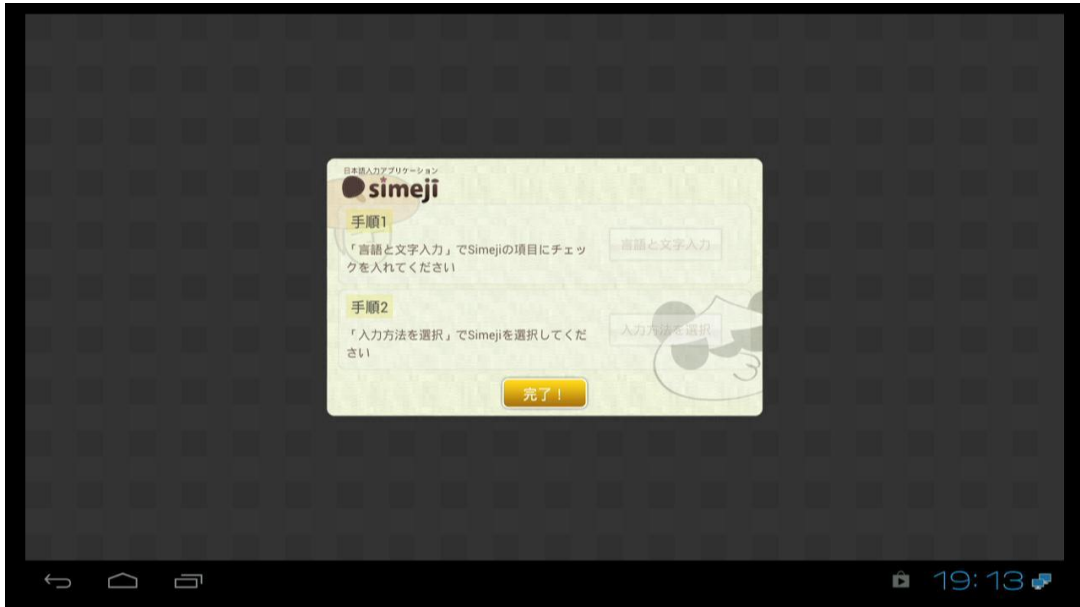 日本語入力アプリケーション
simeji
手順1
「言語と文字入力」でSimejiの項目にチェッ
クを入れてください
言語と文字入力
手順2
「入力方法を選択」でSimejiを選択してくだ
さい
入力方法を選択
完了！
19:13